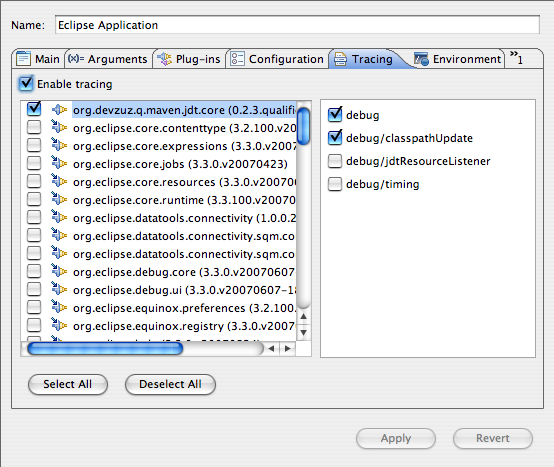 Name: Eclipse Application
Main (x)= Arguments Plug-ins Configuration Tracing Environment »1
Enable tracing
org.devzuz.q.maven.jdt.core (0.2.3.qualifi
org.eclipse.core.contenttype (3.2.100.v20
org.eclipse.core.expressions (3.3.0.v2007
org.eclipse.core.jobs (3.3.0.v20070423)
org.eclipse.core.resources (3.3.0.v20070
org.eclipse.core.runtime (3.3.100.v20070
org.eclipse.datatools.connectivity (1.0.0.2
org.eclipse.datatools.connectivity.sqm.co
org.eclipse.datatools.connectivity.sqm.co
org.eclipse.debug.core (3.3.0.v20070607
org.eclipse.debug.ui (3.3.0.v20070607-18
org.eclipse.equinox.preferences (3.2.100.
org.eclipse.equinox.registry (3.3.0.v2007
debug
debug/classpathUpdate
debug/jdtResourceListener
debug/timing
Select All Deselect All
Apply Revert